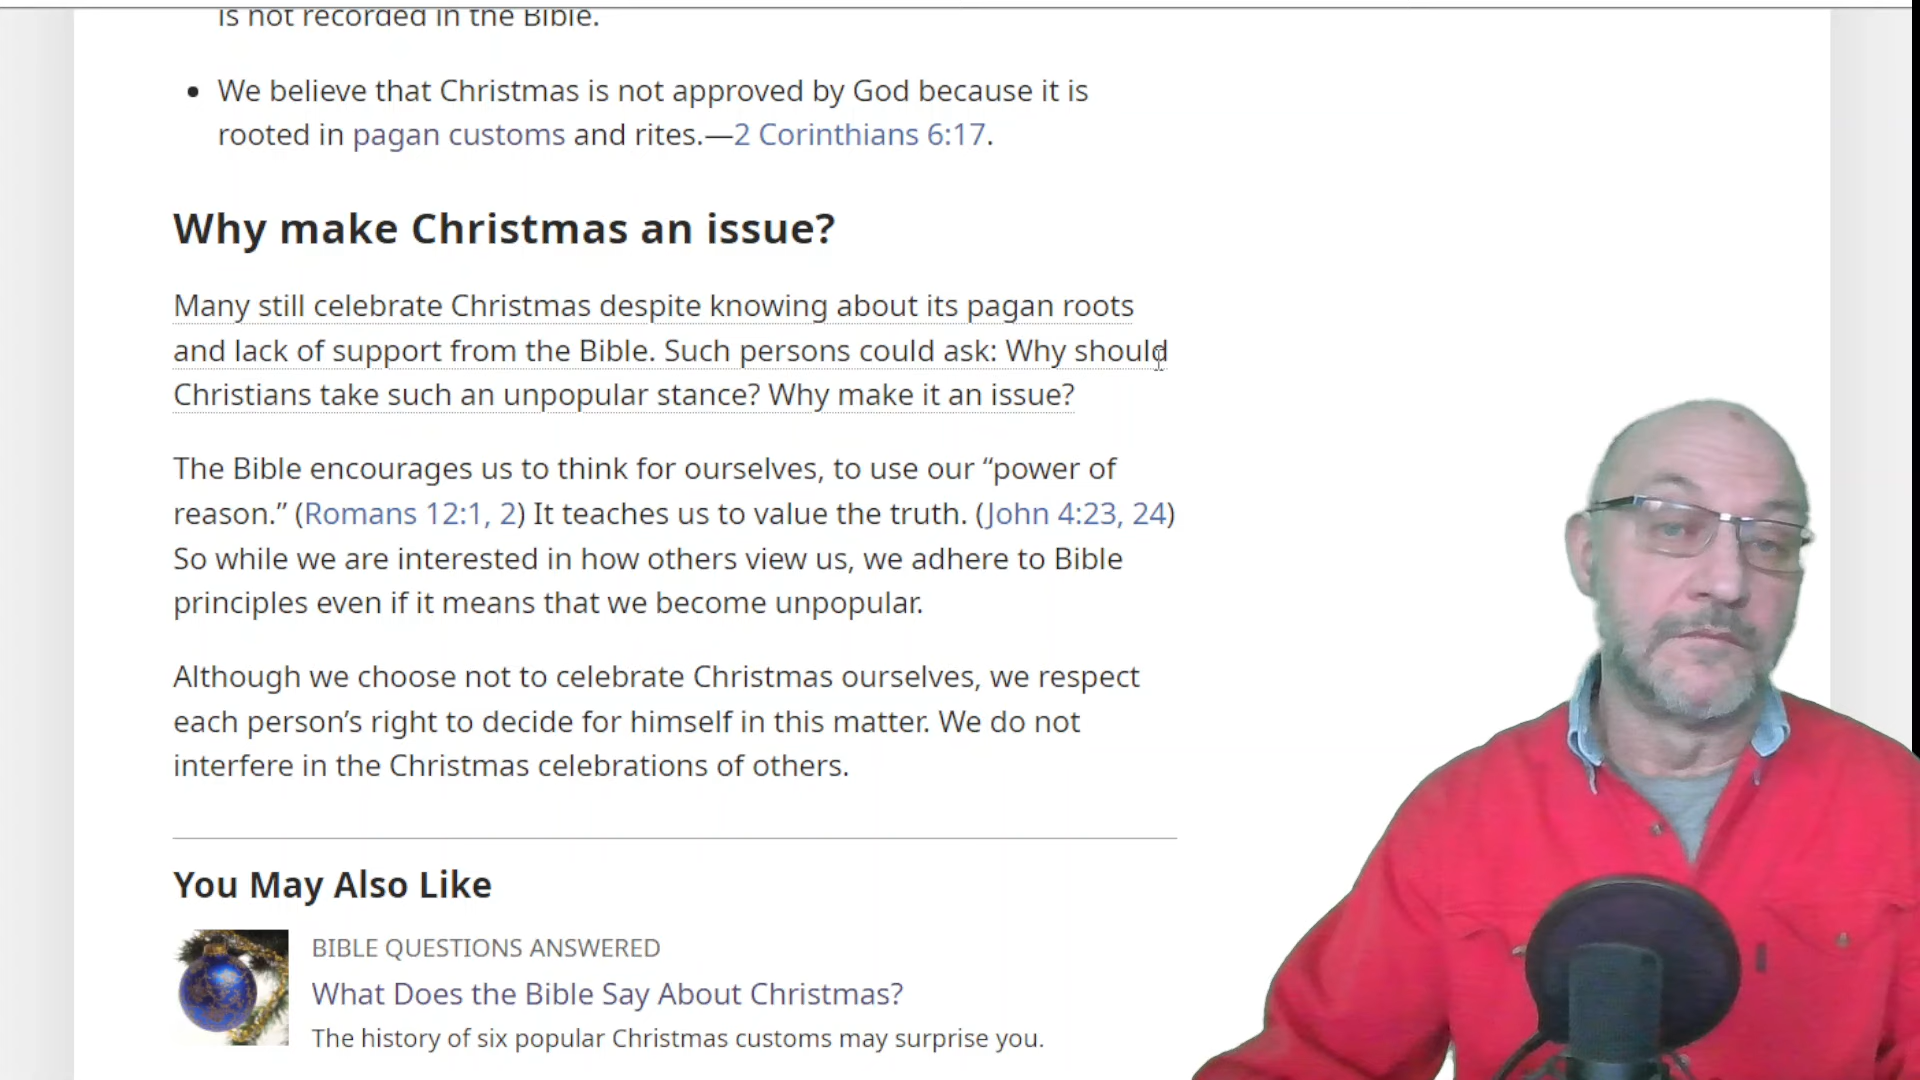 is not recorded in the Bible.
• We believe that Christmas is not approved by God because it is
rooted in pagan customs and rites.—2 Corinthians 6:17.
Why make Christmas an issue?
Many still celebrate Christmas despite knowing about its pagan roots
and lack of support from the Bible. Such persons could ask: Why should
Christians take such an unpopular stance? Why make it an issue?
The Bible encourages us to think for ourselves, to use our “power of
reason.” (Romans 12:1, 2) It teaches us to value the truth. (John 4:23, 24)
So while we are interested in how others view us, we adhere to Bible
principles even if it means that we become unpopular.
Although we choose not to celebrate Christmas ourselves, we respect
each person’s right to decide for himself in this matter. We do not
interfere in the Christmas celebrations of others.
You May Also Like
BIBLE QUESTIONS ANSWERED
What Does the Bible Say About Christmas?
The history of six popular Christmas customs may surprise you.